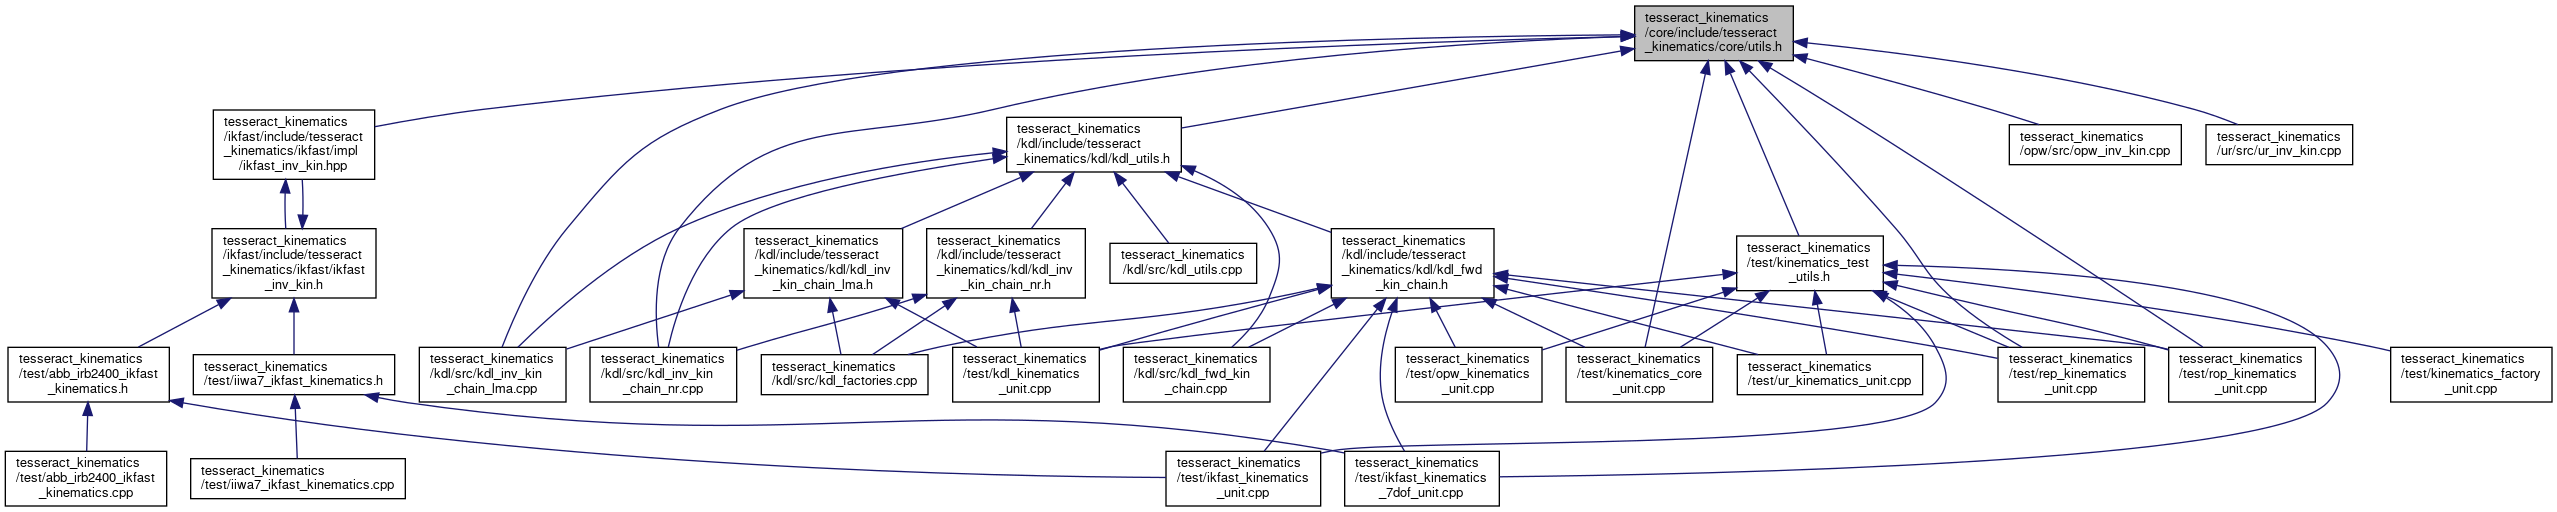 tesseract_kinematics
/core/include/tesseract
_kinematics/core/utils.h
tesseract_kinematics
/ikfast/include/tesseract
_kinematics/ikfast/impl
/ikfast_inv_kin.hpp
tesseract_kinematics
/kdl/include/tesseract
_kinematics/kdl/kdl_utils.h
tesseract_kinematics
/opw/src/opw_inv_kin.cpp
tesseract_kinematics
/ur/src/ur_inv_kin.cpp
tesseract_kinematics
/ikfast/include/tesseract
_kinematics/ikfast/ikfast
_inv_kin.h
tesseract_kinematics
/kdl/include/tesseract
_kinematics/kdl/kdl_inv
_kin_chain_lma.h
tesseract_kinematics
/kdl/include/tesseract
_kinematics/kdl/kdl_inv
_kin_chain_nr.h
tesseract_kinematics
/kdl/src/kdl_utils.cpp
tesseract_kinematics
/kdl/include/tesseract
_kinematics/kdl/kdl_fwd
_kin_chain.h
tesseract_kinematics
/test/kinematics_test
_utils.h
tesseract_kinematics
/test/abb_irb2400_ikfast
_kinematics.h
tesseract_kinematics
/test/iiwa7_ikfast_kinematics.h
tesseract_kinematics
/kdl/src/kdl_inv_kin
_chain_lma.cpp
tesseract_kinematics
/kdl/src/kdl_inv_kin
_chain_nr.cpp
tesseract_kinematics
/kdl/src/kdl_factories.cpp
tesseract_kinematics
/test/kdl_kinematics
_unit.cpp
tesseract_kinematics
/kdl/src/kdl_fwd_kin
_chain.cpp
tesseract_kinematics
/test/opw_kinematics
_unit.cpp
tesseract_kinematics
/test/kinematics_core
_unit.cpp
tesseract_kinematics
/test/ur_kinematics_unit.cpp
tesseract_kinematics
/test/rep_kinematics
_unit.cpp
tesseract_kinematics
/test/rop_kinematics
_unit.cpp
tesseract_kinematics
/test/kinematics_factory
_unit.cpp
tesseract_kinematics
/test/abb_irb2400_ikfast
_kinematics.cpp
tesseract_kinematics
/test/iiwa7_ikfast_kinematics.cpp
tesseract_kinematics
/test/ikfast_kinematics
_unit.cpp
tesseract_kinematics
/test/ikfast_kinematics
_7dof_unit.cpp